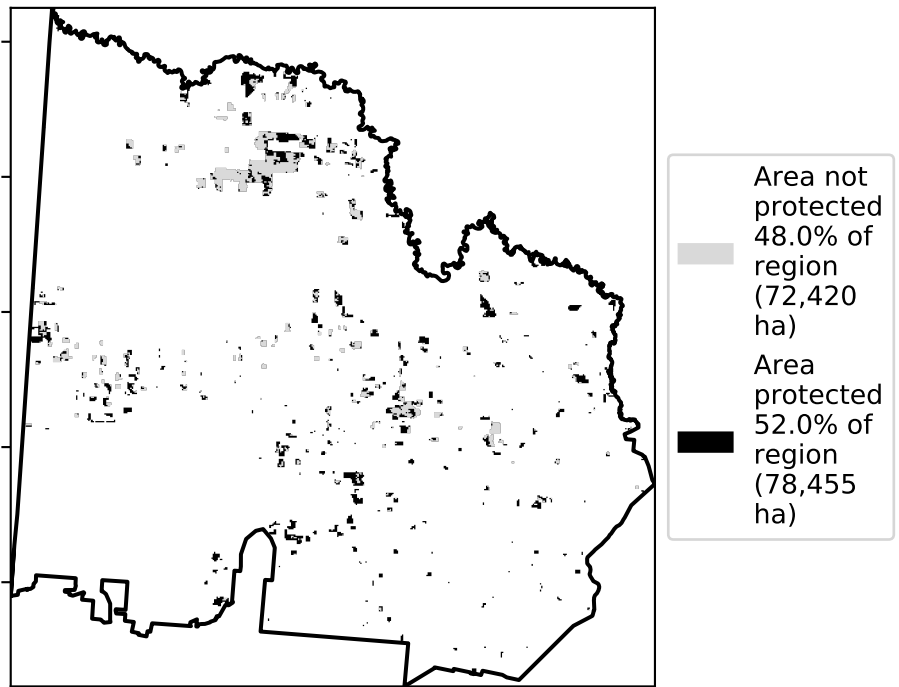 Area not
protected
48.0% of
region
(72,420
ha)
Area
protected
52.0% of
region
(78,455
ha)